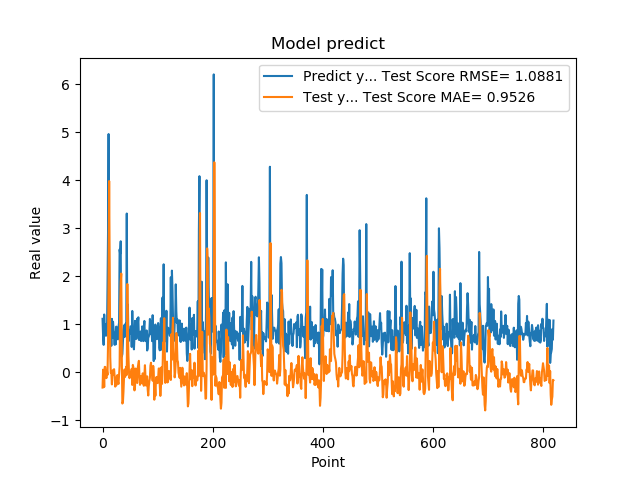 Model predict
Predict y... Test Score RMSE= 1.0881
Test y... Test Score MAE= 0.9526
6
5
4
3
2
1
0
−1
Real value
0 200 400 600 800
Point